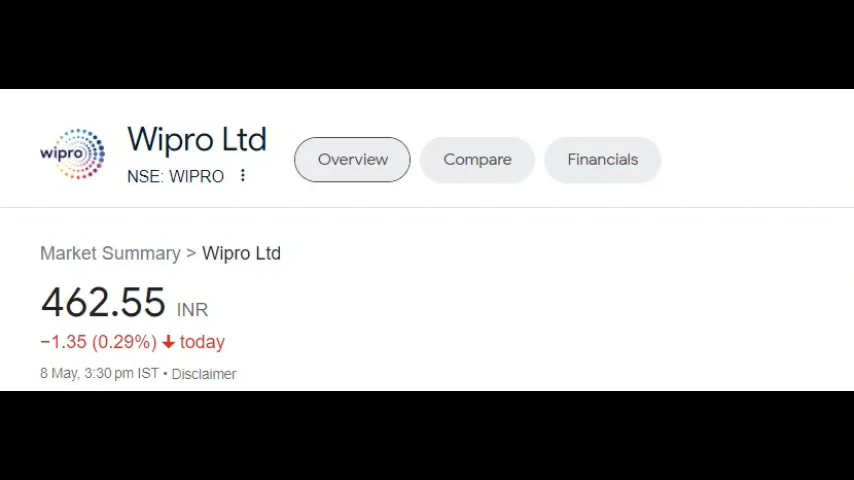 wipro
Wipro Ltd
NSE: WIPRO
Overview Compare Financials
Market Summary > Wipro Ltd
462.55 INR
−1.35 (0.29%) ↓ today
8 May, 3:30 pm IST • Disclaimer